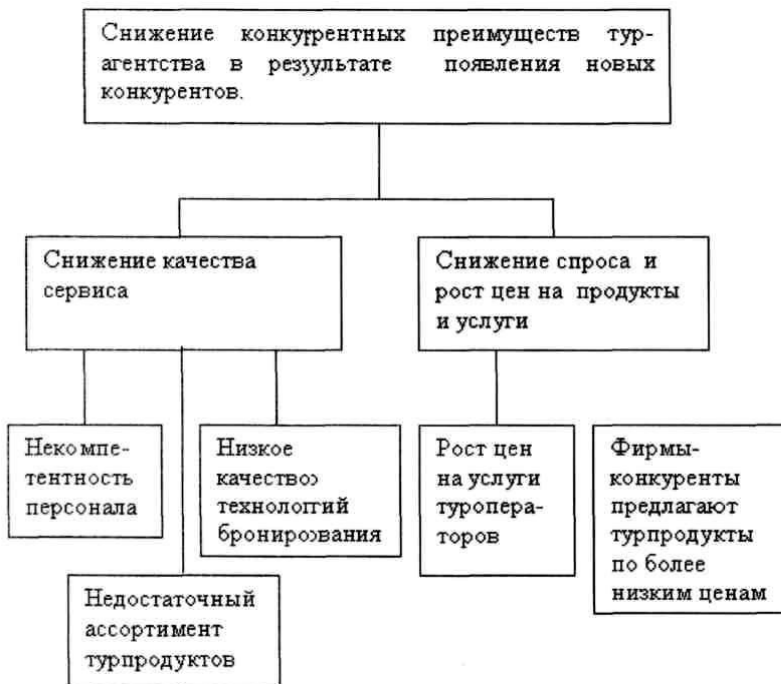 Снижение конкурентных преимуществ тур-
агентства в результате появления новых
конкурентов.
Снижение качества
сервиса
Снижение спроса и
рост цен на продукты
и услуги
Некомпе-
тентность
персонала
Низкое
качество
технологий
бронирования
Рост цен
на услуги
туропера-
торов
Фирмы-
конкуренты
предлагают
турпродукты
по более
низким ценам
Недостаточный
ассортимент
турпродуктов